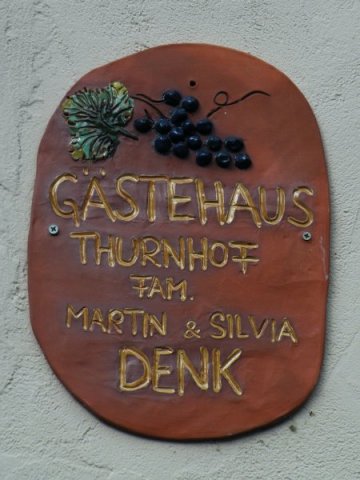 GÄSTEHAUS
THURNHOF
FAM.
MARTIN & SILVIA
DENK